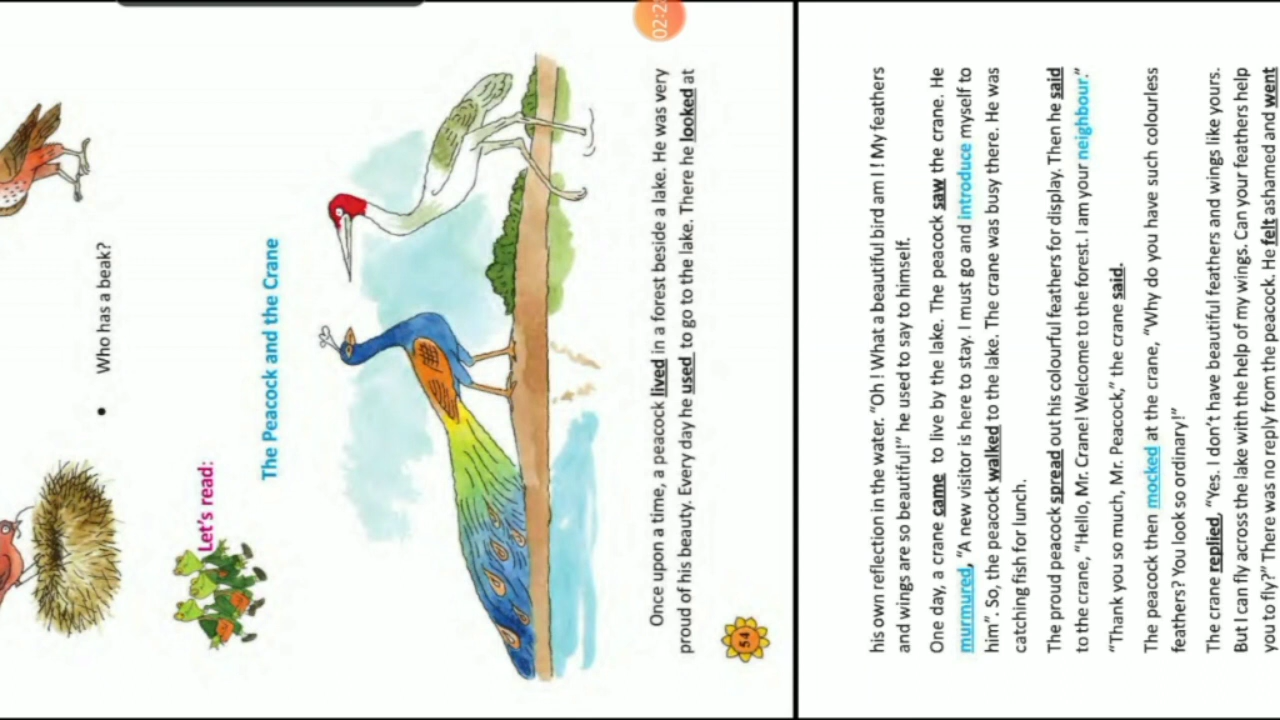 • Who has a beak?
Let's read:
The Peacock and the Crane
Once upon a time, a peacock lived in a forest beside a lake. He was very
proud of his beauty. Every day he used to go to the lake. There he looked at
54
his own reflection in the water. "Oh ! What a beautiful bird am I ! My feathers
and wings are so beautiful!" he used to say to himself.
One day, a crane came to live by the lake. The peacock saw the crane. He
murmured, "A new visitor is here to stay. I must go and introduce myself to
him". So, the peacock walked to the lake. The crane was busy there. He was
catching fish for lunch.
The proud peacock spread out his colourful feathers for display. Then he said
to the crane, "Hello, Mr. Crane! Welcome to the forest. I am your neighbour."
"Thank you so much, Mr. Peacock," the crane said.
The peacock then mocked at the crane, "Why do you have such colourless
feathers? You look so ordinary!"
The crane replied, "Yes. I don't have beautiful feathers and wings like yours.
But I can fly across the lake with the help of my wings. Can your feathers help
you to fly?" There was no reply from the peacock. He felt ashamed and went